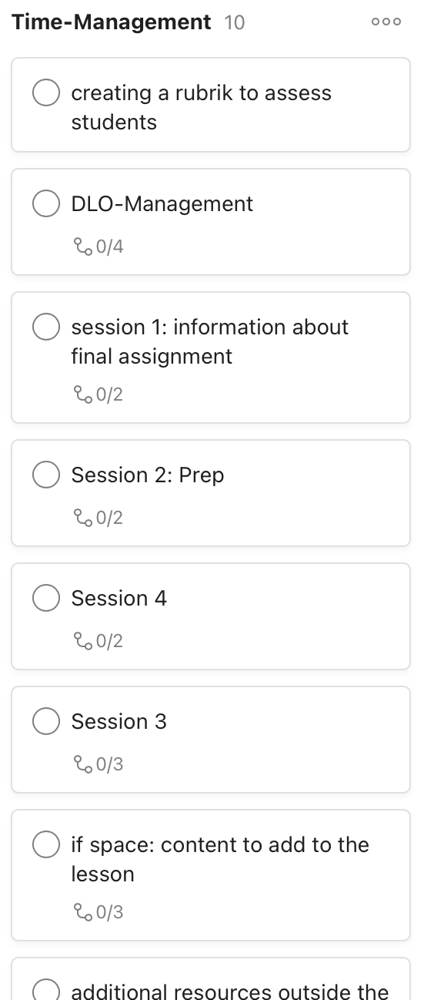 Time-Management 10
creating a rubrik to assess
students
DLO-Management
0/4
session 1: information about
final assignment
0/2
Session 2: Prep
0/2
Session 4
0/2
Session 3
0/3
if space: content to add to the
lesson
0/3
additional resources outside the